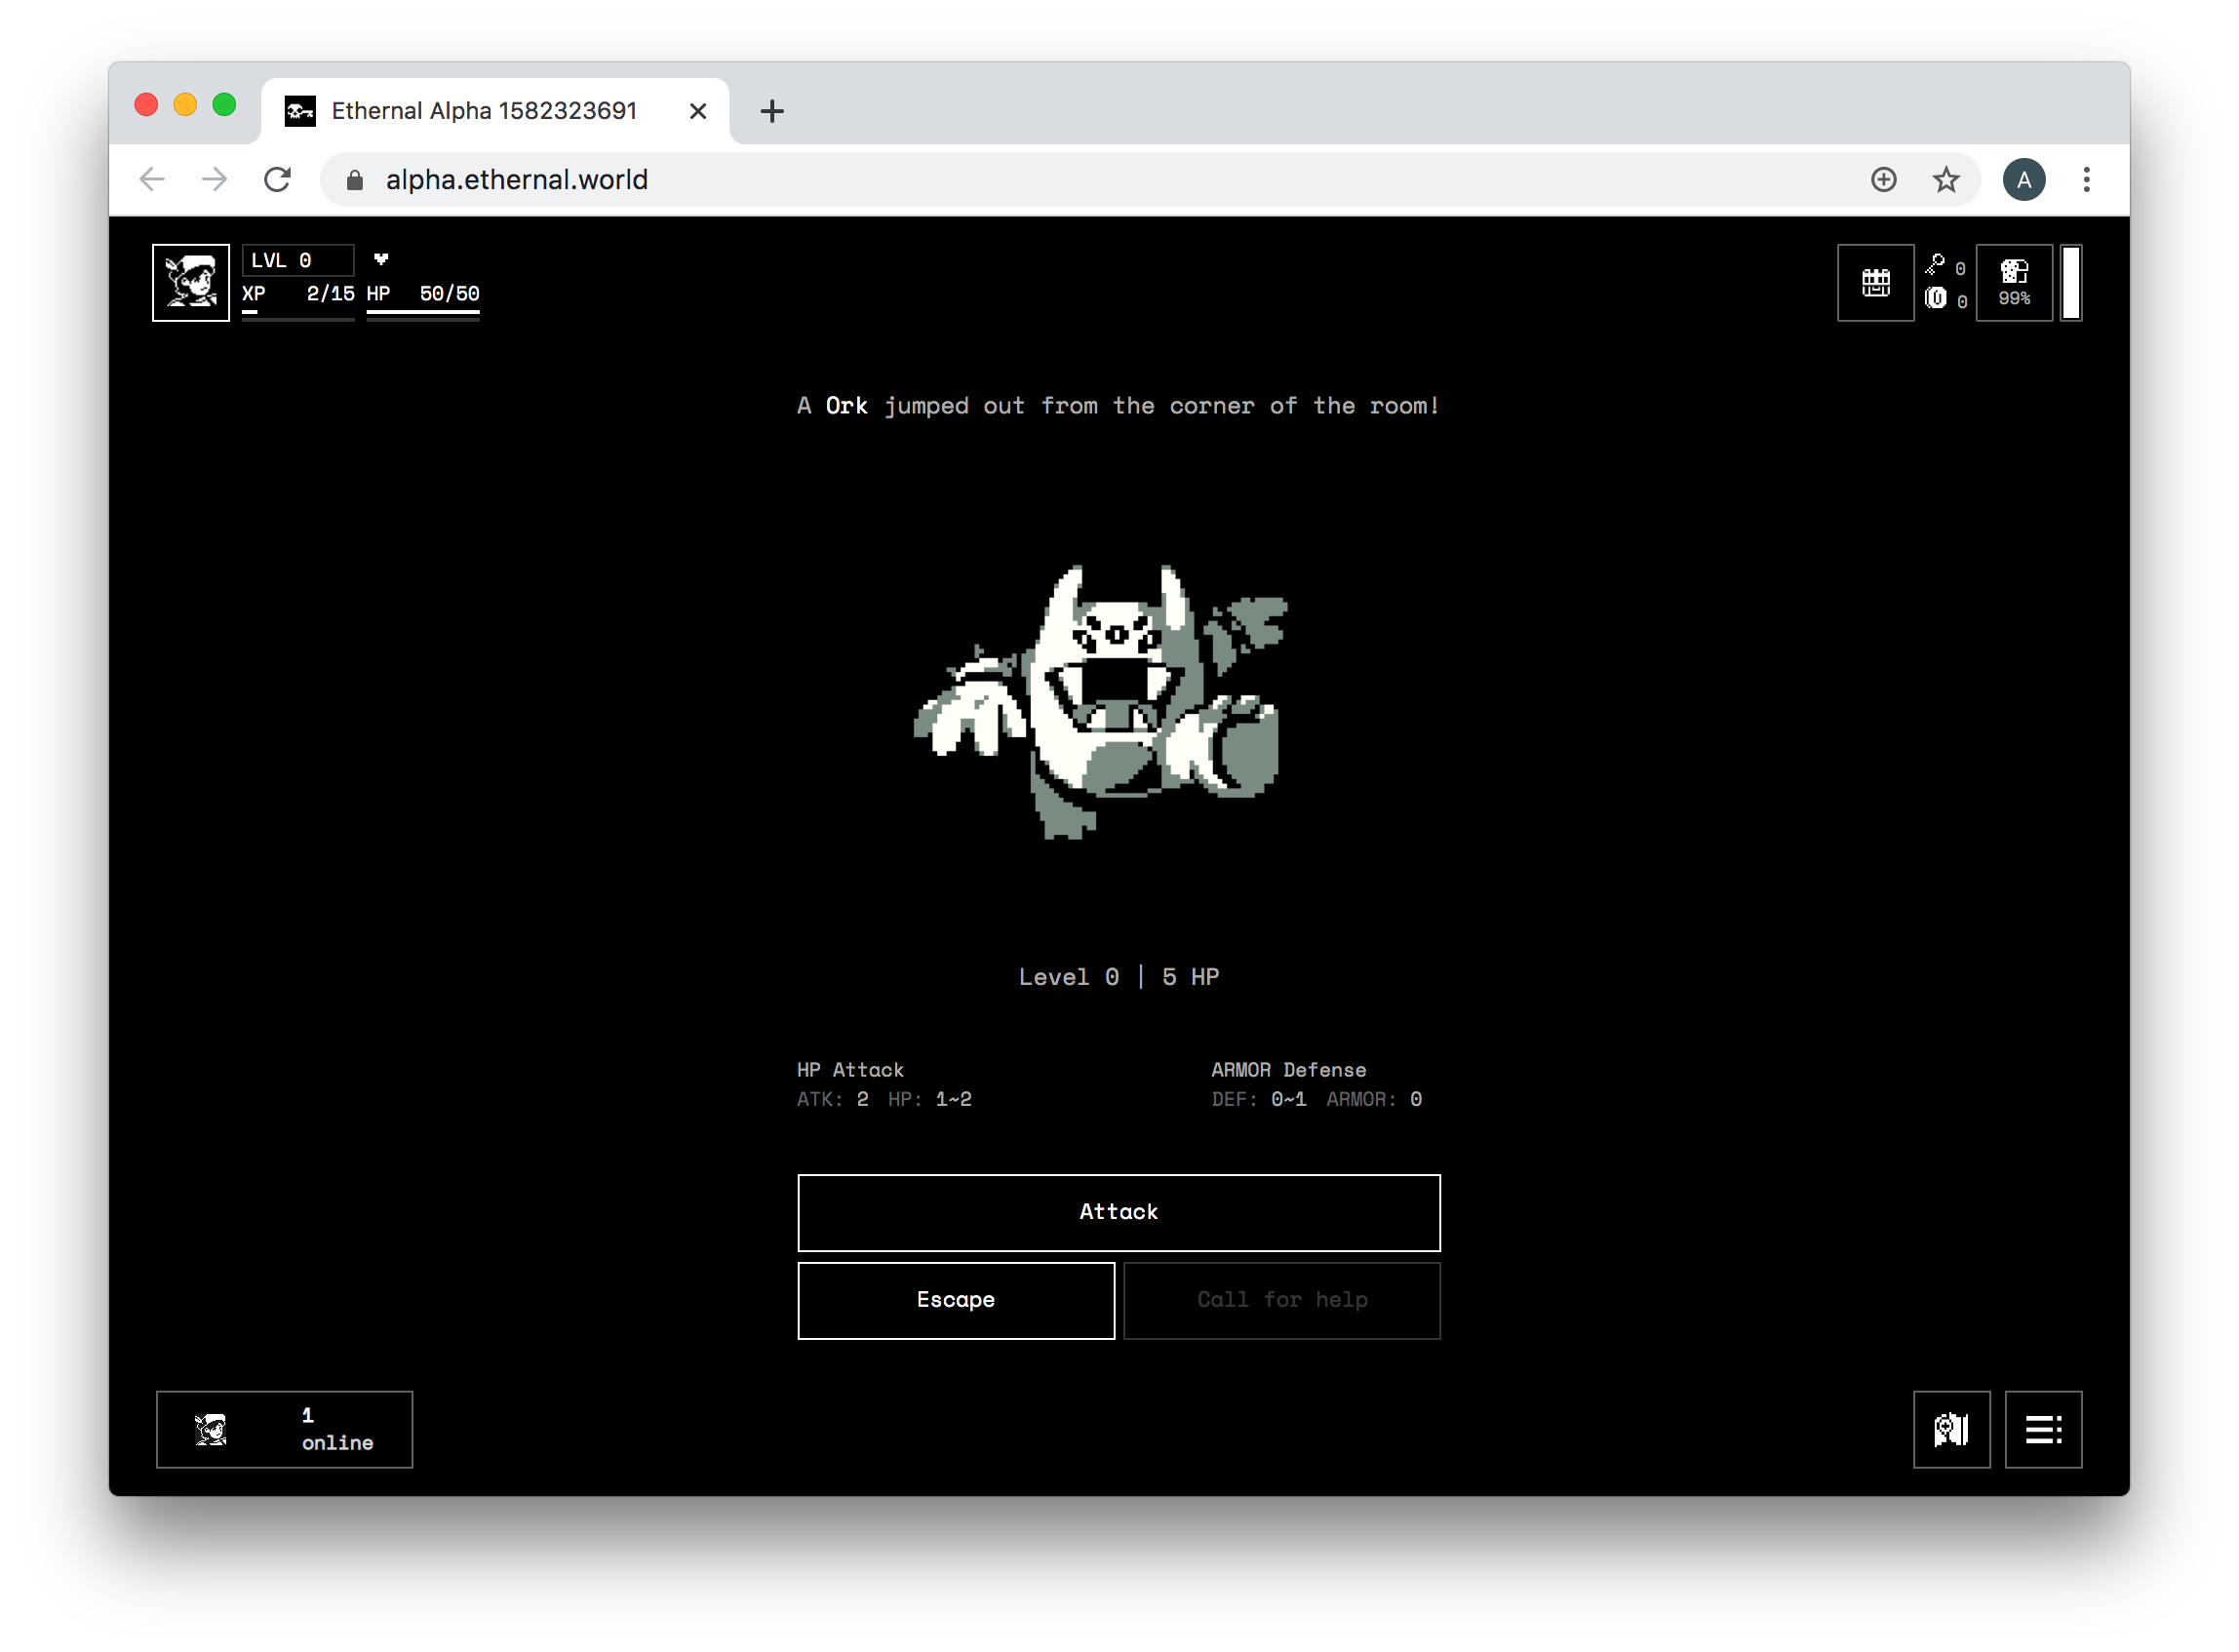 Ethernal Alpha 1582323691
alpha.ethernal.world
A
LVL 0
XP 2/15 HP 50/50
0
0
99%
A Ork jumped out from the corner of the room!
Level 0 | 5 HP
HP Attack
ATK: 2 HP: 1~2
ARMOR Defense
DEF: 0~1 ARMOR: 0
Attack
Escape
Call for help
1
online